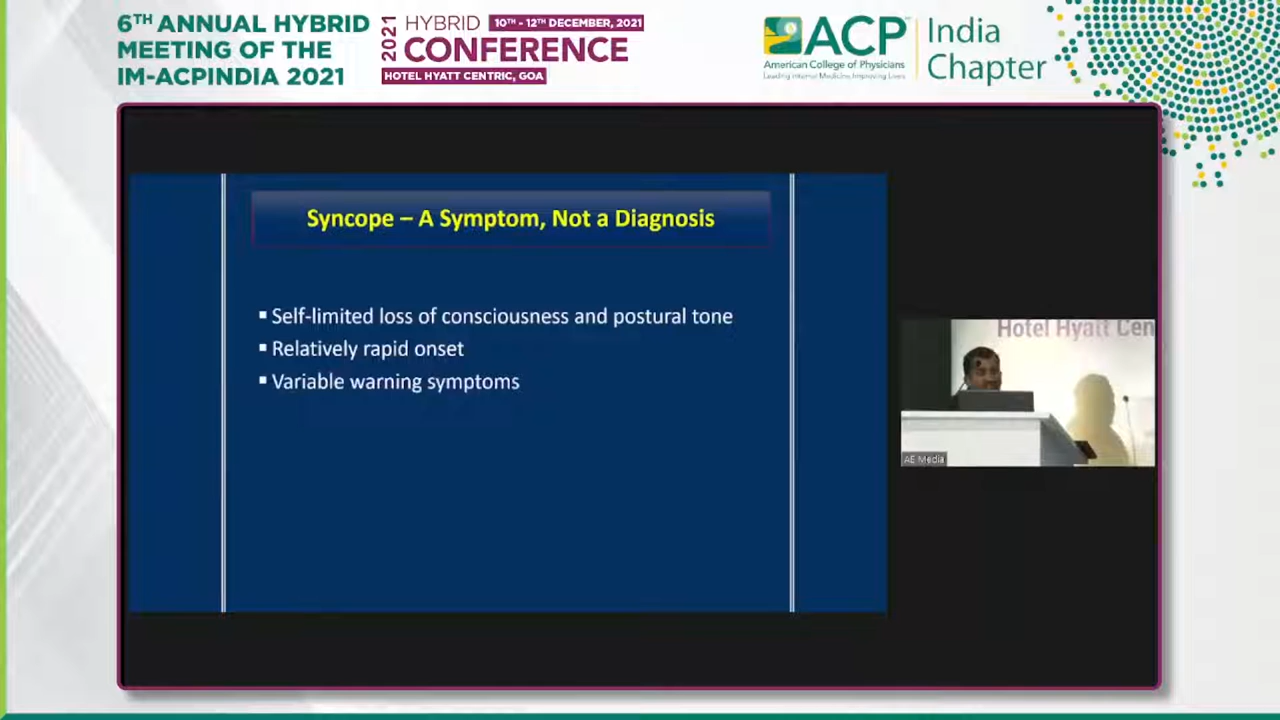 6TH ANNUAL HYBRID
MEETING OF THE
IM-ACPINDIA 2021
2021
HYBRID 10TH - 12TH DECEMBER, 2021
CONFERENCE
HOTEL HYATT CENTRIC, GOA
ACP
American College of Physicians
Leading Internal Medicine, Improving Lives
India
Chapter
Syncope – A Symptom, Not a Diagnosis
▪ Self-limited loss of consciousness and postural tone
▪ Relatively rapid onset
▪ Variable warning symptoms
Hotel Hyatt Cen
AE Media